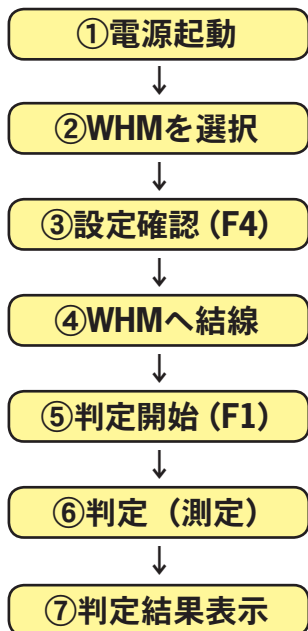 ①電源起動
↓
②WHMを選択
↓
③設定確認（F4）
↓
④WHMへ結線
↓
⑤判定開始（F1）
↓
⑥判定（測定）
↓
⑦判定結果表示